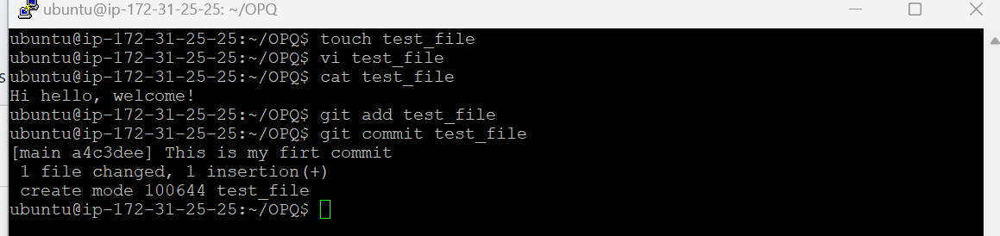 ubuntu@ip-172-31-25-25: ~/OPQ
ubuntu@ip-172-31-25-25:~/OPQ$ touch test_file
ubuntu@ip-172-31-25-25:~/OPQ$ vi test_file
ubuntu@ip-172-31-25-25:~/OPQ$ cat test_file
Hi hello, welcome!
ubuntu@ip-172-31-25-25:~/OPQ$ git add test_file
ubuntu@ip-172-31-25-25:~/OPQ$ git commit test_file
[main a4c3dee] This is my firt commit
 1 file changed, 1 insertion(+)
 create mode 100644 test_file
ubuntu@ip-172-31-25-25:~/OPQ$